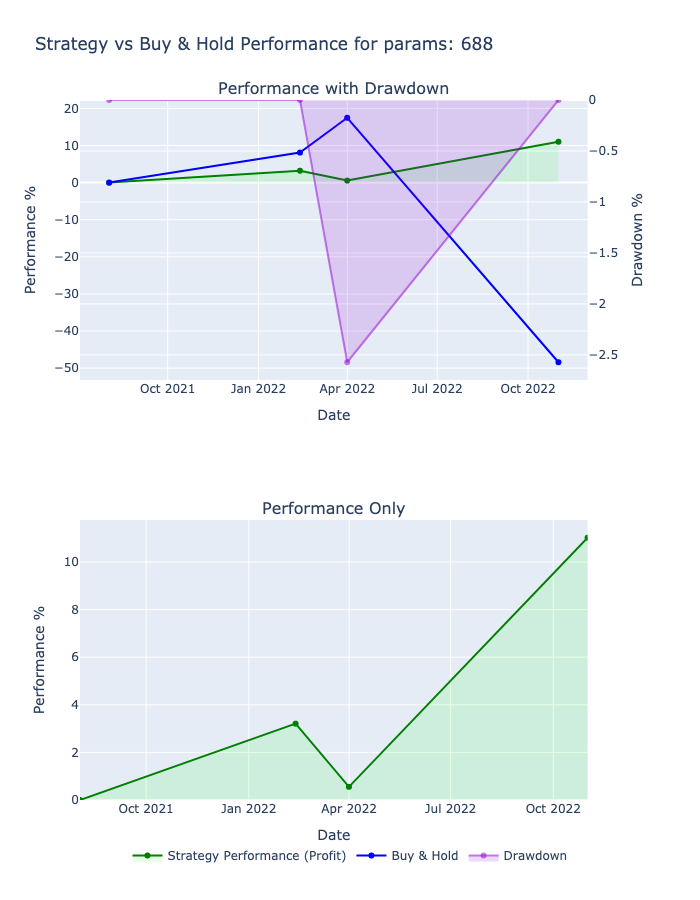 Strategy vs Buy & Hold Performance for params: 688
Performance with Drawdown
20
10
0
−10
−20
−30
−40
−50
Performance %
0
−0.5
−1
−1.5
−2
−2.5
Drawdown %
Oct 2021 Jan 2022 Apr 2022 Jul 2022 Oct 2022
Date
Performance Only
10
8
6
4
2
0
Performance %
Oct 2021 Jan 2022 Apr 2022 Jul 2022 Oct 2022
Date
Strategy Performance (Profit) Buy & Hold Drawdown